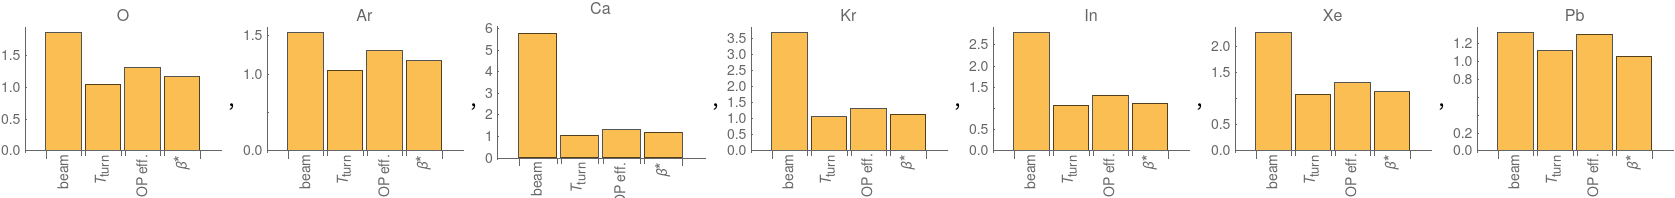 O
1.5
1.0
0.5
0.0
beam
Tturn
OP eff.
β*
,
Ar
1.5
1.0
0.0
beam
Tturn
OP eff.
β*
,
Ca
6
5
4
3
2
1
0
beam
Tturn
OP eff.
β*
,
Kr
3.5
3.0
2.5
2.0
1.5
1.0
0.5
0.0
beam
Tturn
OP eff.
β*
,
In
2.5
2.0
1.5
0.5
0.0
beam
Tturn
OP eff.
β*
,
Xe
2.0
1.5
0.5
0.0
beam
Tturn
OP eff.
β*
,
Pb
1.2
1.0
0.8
0.2
0.0
beam
Tturn
OP eff.
β*